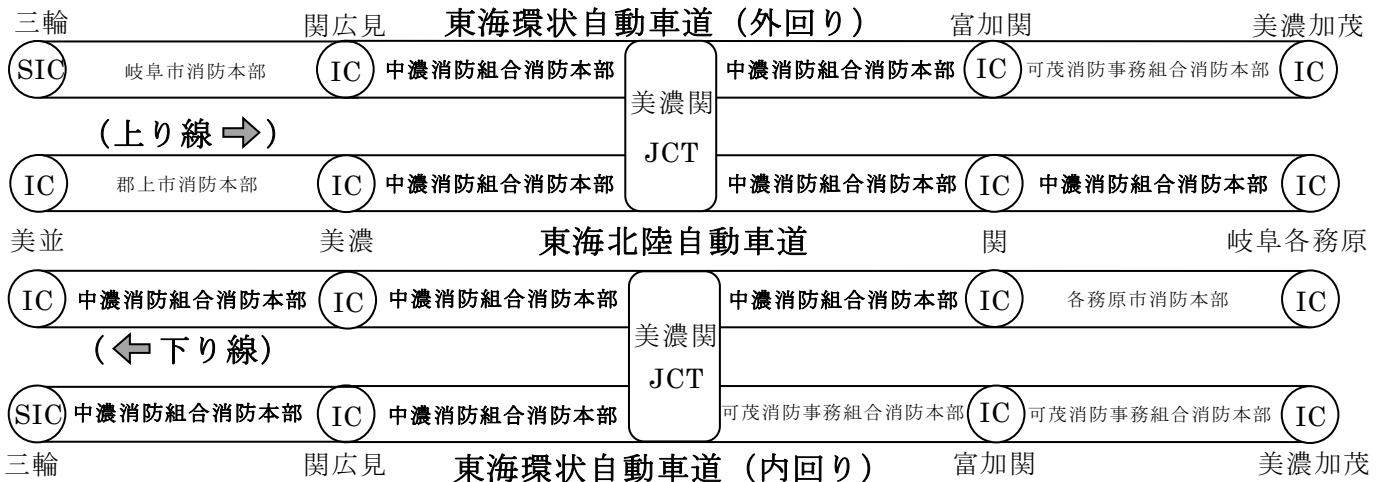 三輪 関広見 東海環状自動車道（外回り） 富加関 美濃加茂
SIC 岐阜市消防本部 IC 中濃消防組合消防本部 中濃消防組合消防本部 IC 可茂消防事務組合消防本部 IC
美濃関
JCT
（上り線⇨）
IC 郡上市消防本部 IC 中濃消防組合消防本部 中濃消防組合消防本部 IC 中濃消防組合消防本部 IC
美並 美濃 東海北陸自動車道 関 岐阜各務原
IC 中濃消防組合消防本部 IC 中濃消防組合消防本部 中濃消防組合消防本部 IC 各務原市消防本部 IC
美濃関
JCT
（⇦下り線）
SIC 中濃消防組合消防本部 IC 中濃消防組合消防本部 可茂消防事務組合消防本部 IC 可茂消防事務組合消防本部 IC
三輪 関広見 東海環状自動車道（内回り） 富加関 美濃加茂